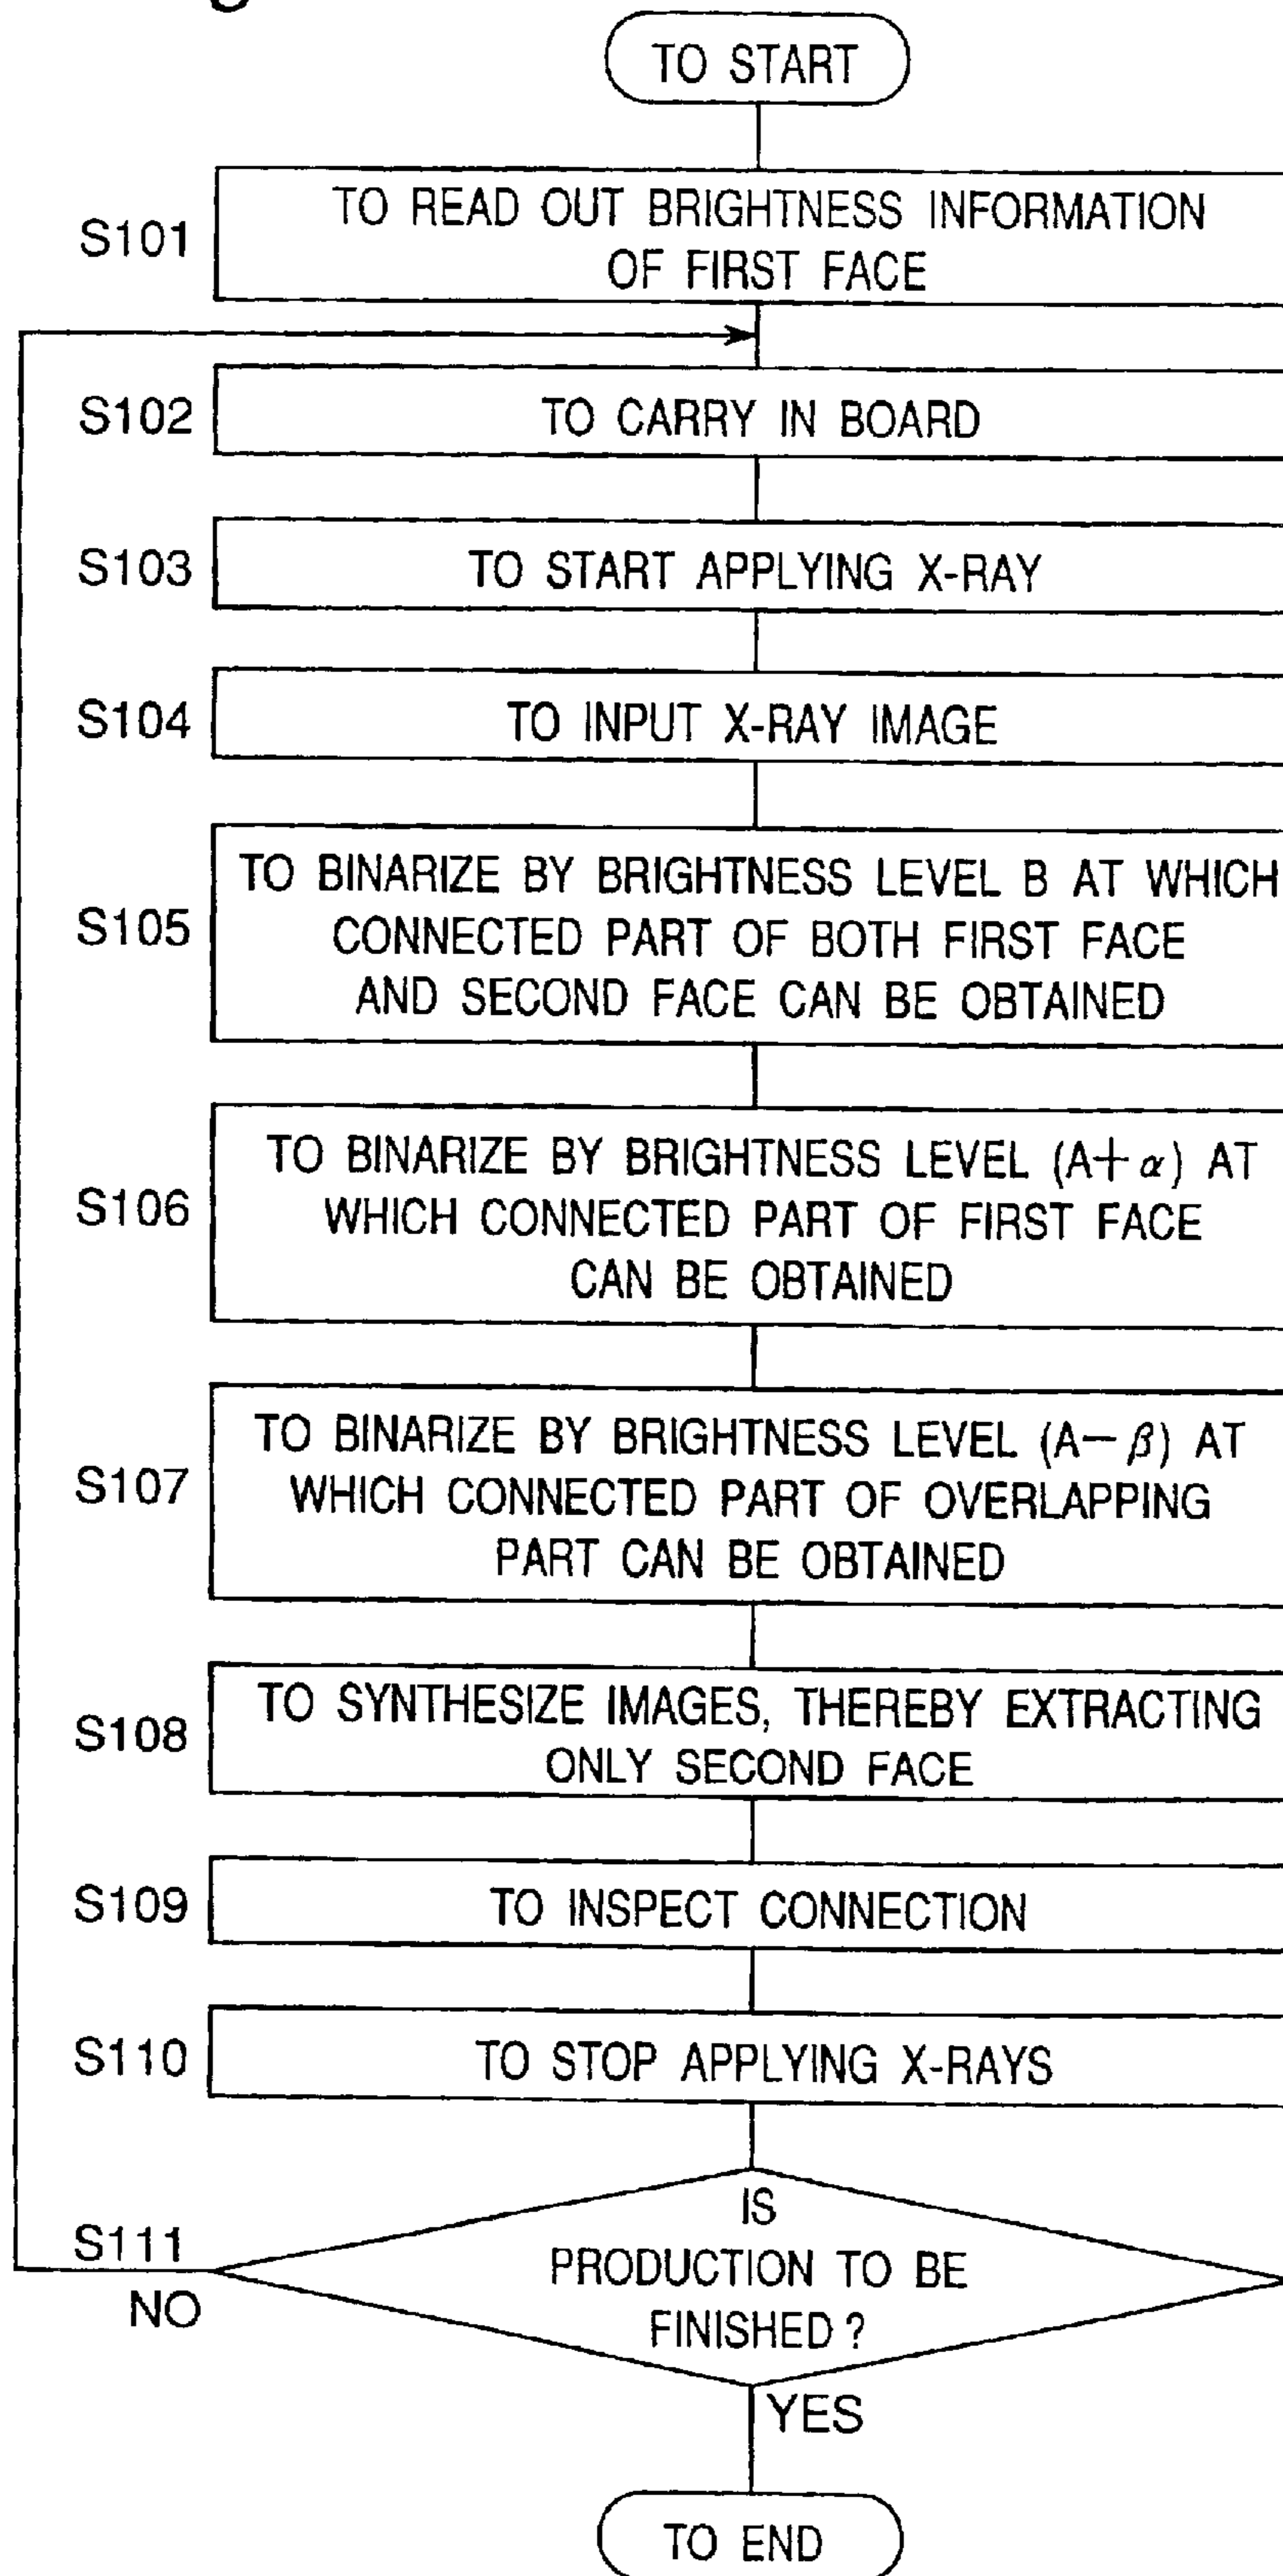 TO START
S101
TO READ OUT BRIGHTNESS INFORMATION
OF FIRST FACE
S102
TO CARRY IN BOARD
S103
TO START APPLYING X-RAY
S104
TO INPUT X-RAY IMAGE
S105
TO BINARIZE BY BRIGHTNESS LEVEL B AT WHICH
CONNECTED PART OF BOTH FIRST FACE
AND SECOND FACE CAN BE OBTAINED
S106
TO BINARIZE BY BRIGHTNESS LEVEL (A+α) AT
WHICH CONNECTED PART OF FIRST FACE
CAN BE OBTAINED
S107
TO BINARIZE BY BRIGHTNESS LEVEL (A−β) AT
WHICH CONNECTED PART OF OVERLAPPING
PART CAN BE OBTAINED
S108
TO SYNTHESIZE IMAGES, THEREBY EXTRACTING
ONLY SECOND FACE
S109
TO INSPECT CONNECTION
S110
TO STOP APPLYING X-RAYS
S111
IS
PRODUCTION TO BE
FINISHED?
NO
YES
TO END